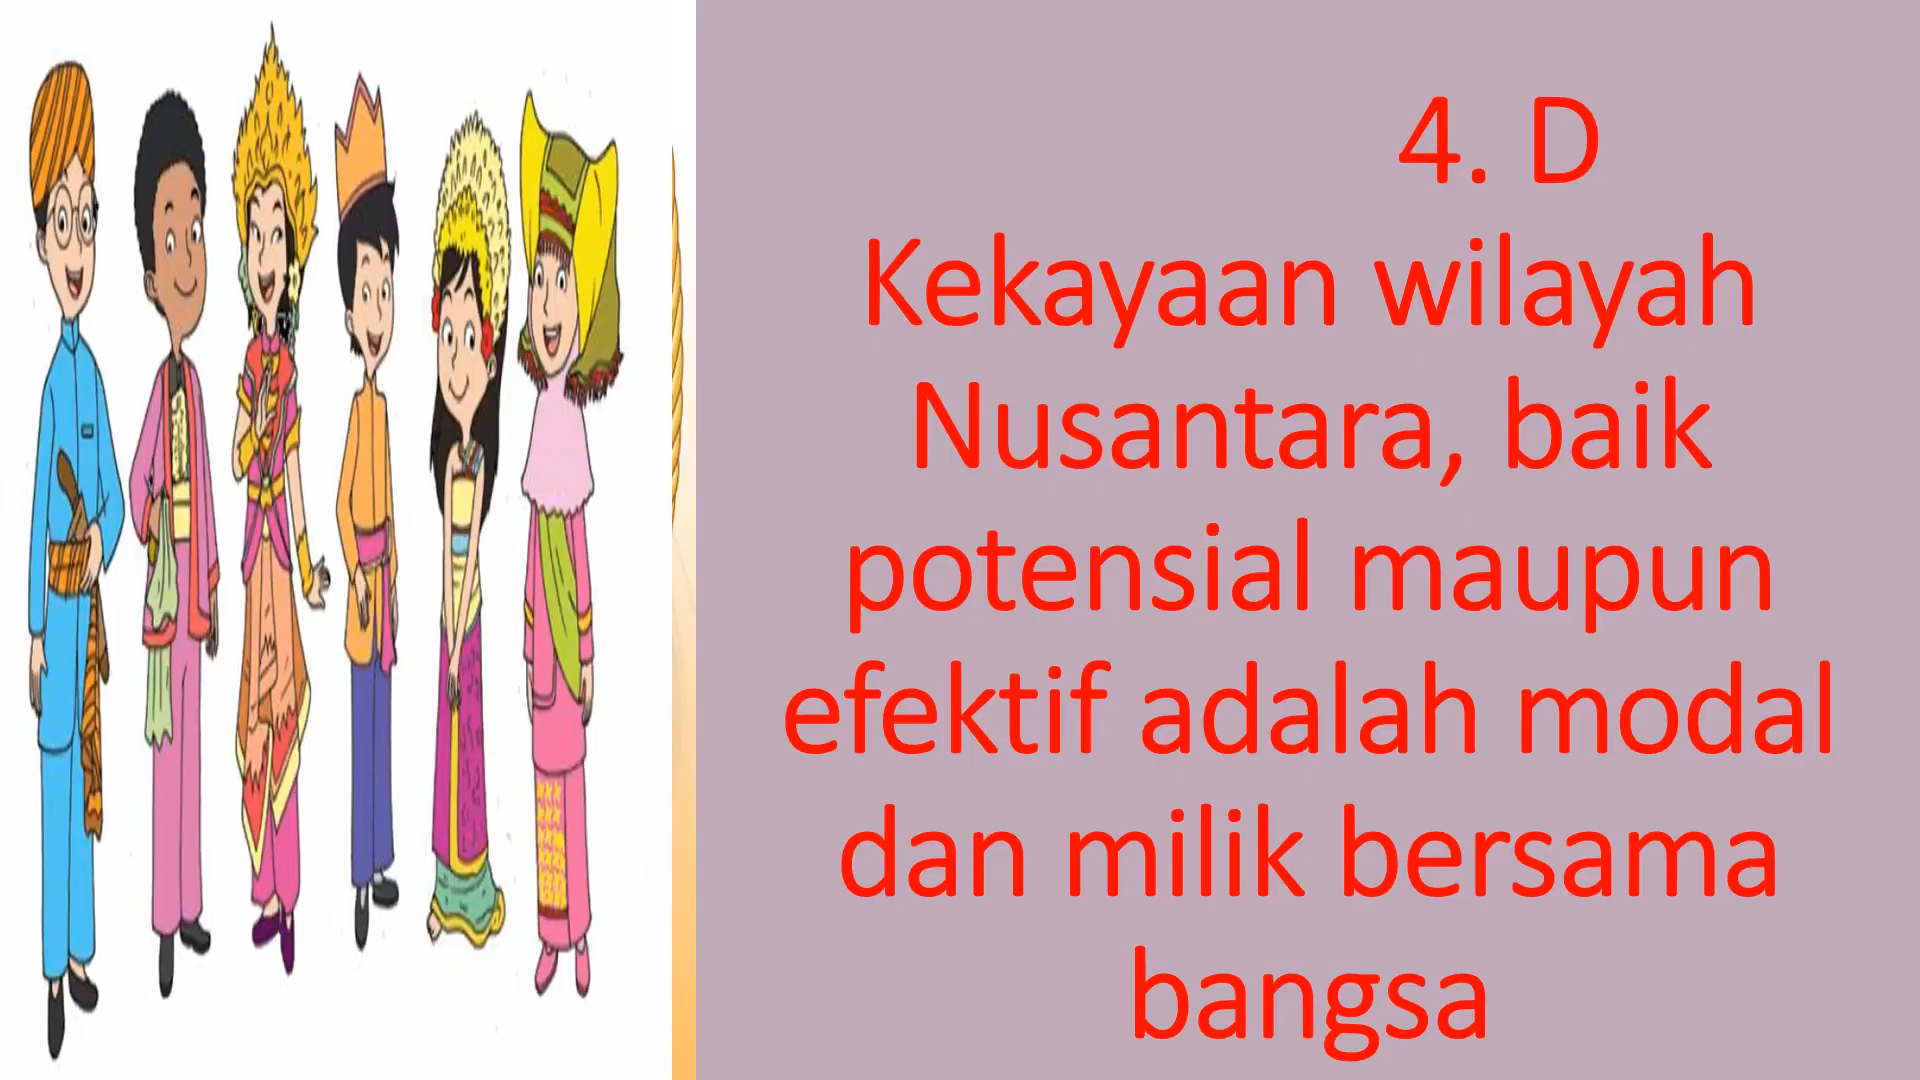 4. D
Kekayaan wilayah
Nusantara, baik
potensial maupun
efektif adalah modal
dan milik bersama
bangsa